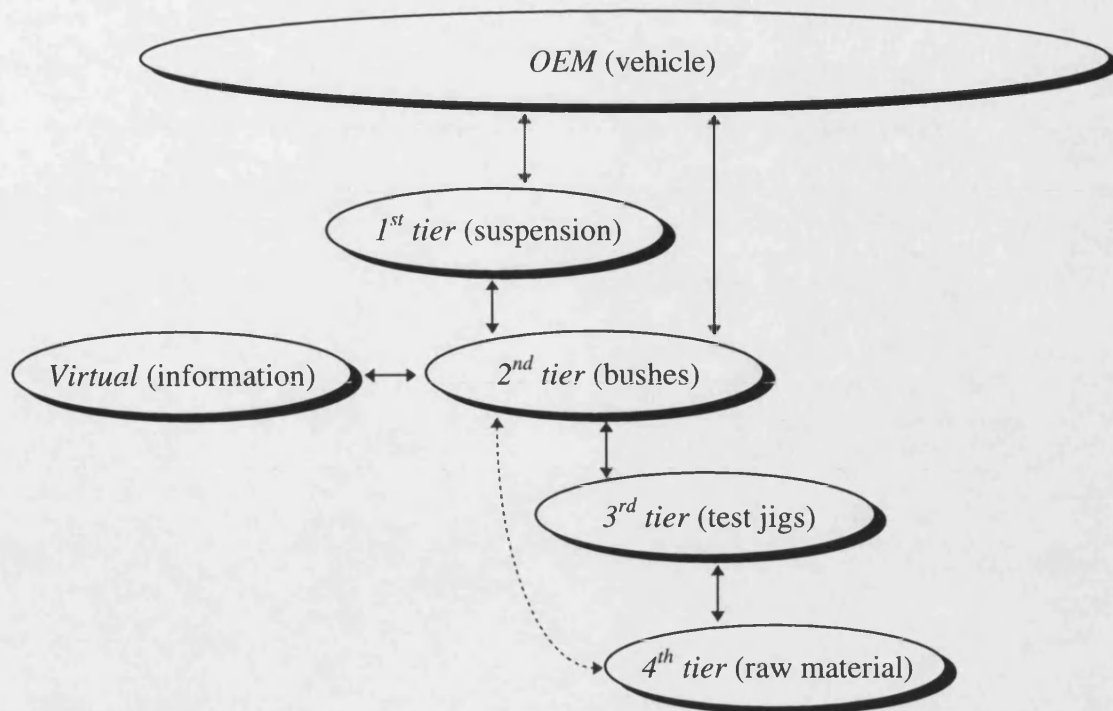 OEM (vehicle)
1st tier (suspension)
Virtual (information)
2nd tier (bushes)
3rd tier (test jigs)
4th tier (raw material)